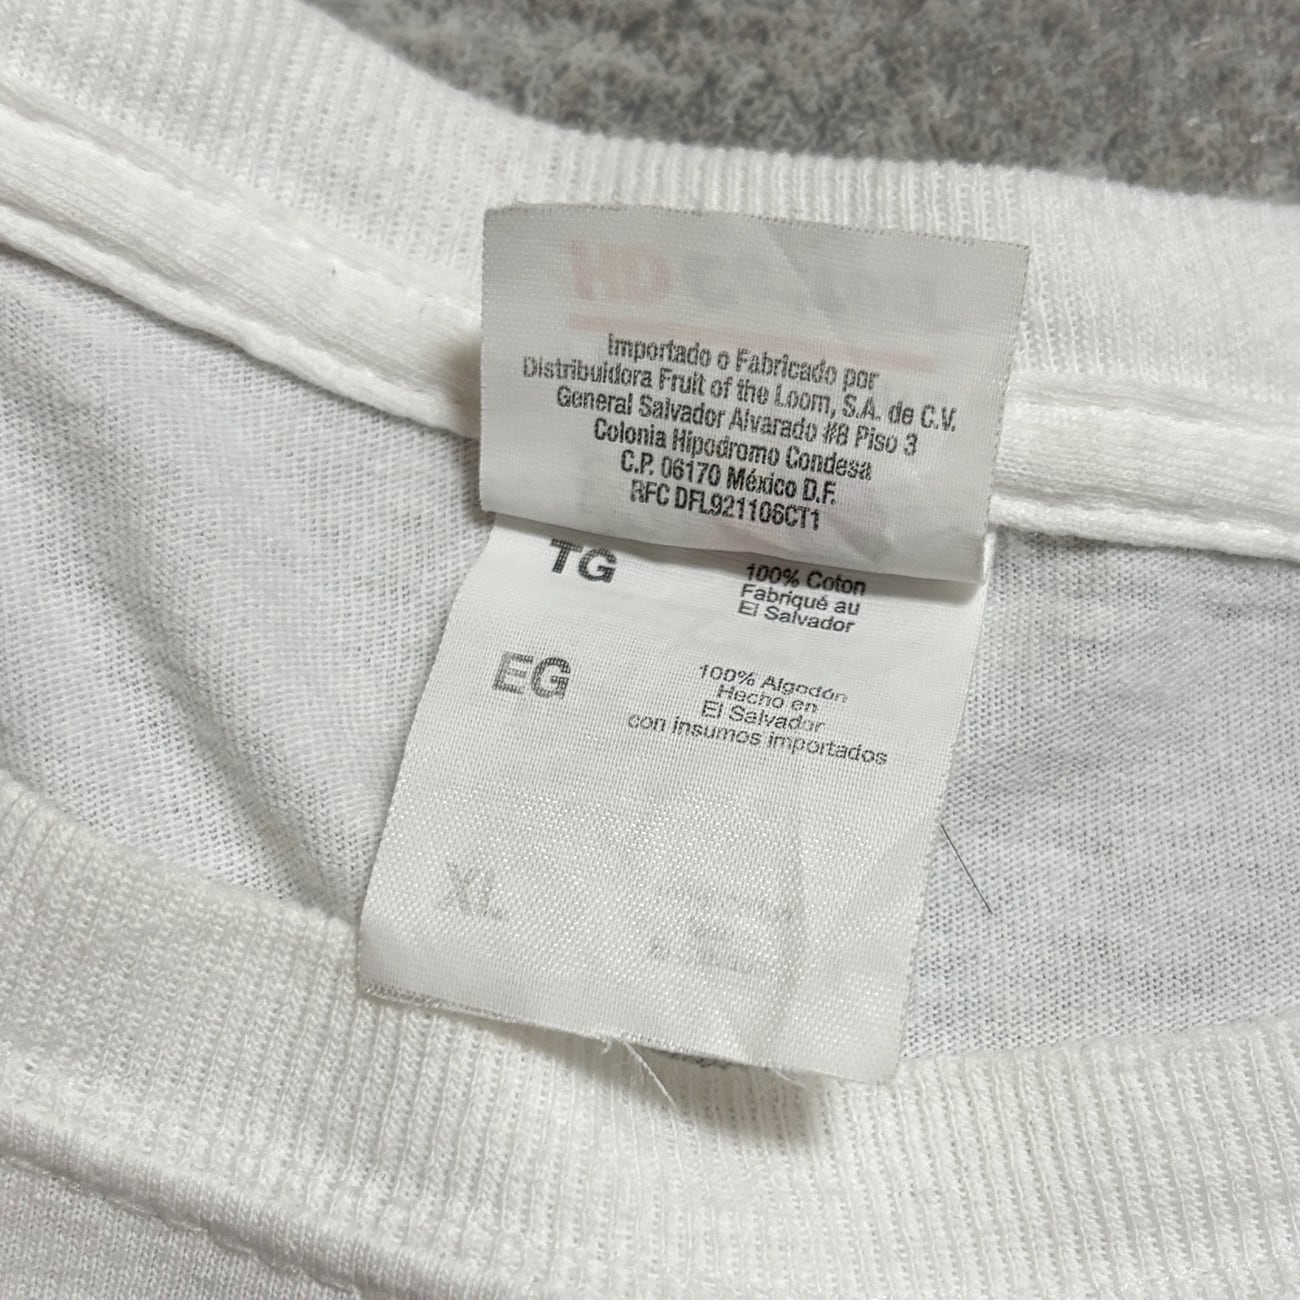 Importado o Fabricado por
Distribuidora Fruit of the Loom, S.A. de C.V.
General Salvador Alvarado #8 Piso 3
Colonia Hipodromo Condesa
C.P. 06170 México D.F.
RFC DFL921106CT1
TG
100% Coton
Fabriqué au
El Salvador
EG
100% Algodón
Hecho en
El Salvador
con insumos importados
XL